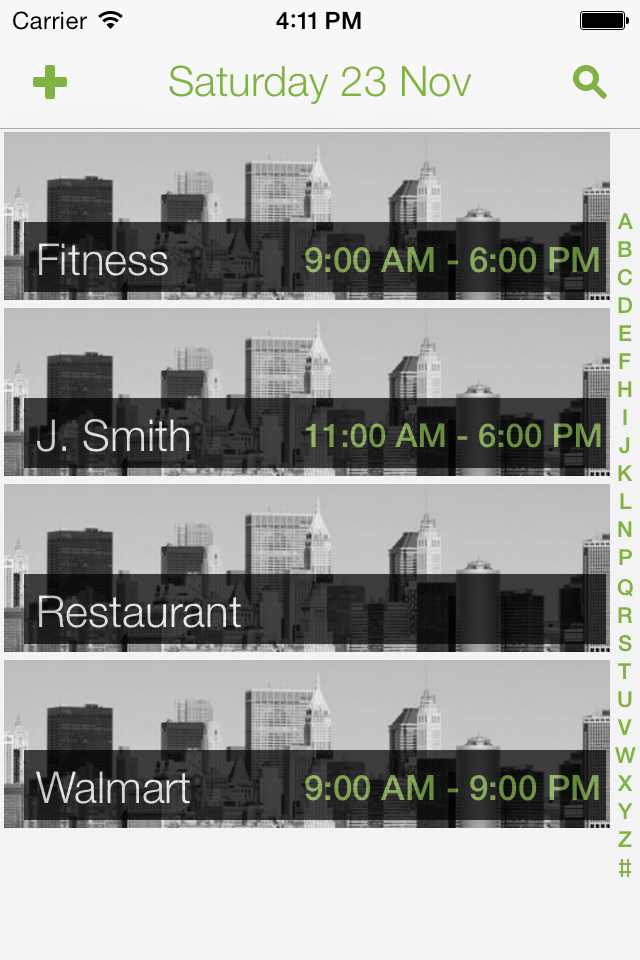 Carrier 4:11 PM
Saturday 23 Nov
Fitness 9:00 AM - 6:00 PM
J. Smith 11:00 AM - 6:00 PM
Restaurant
Walmart 9:00 AM - 9:00 PM
A
B
C
D
E
F
H
I
J
K
L
N
P
Q
R
S
T
U
V
W
X
Y
Z
#